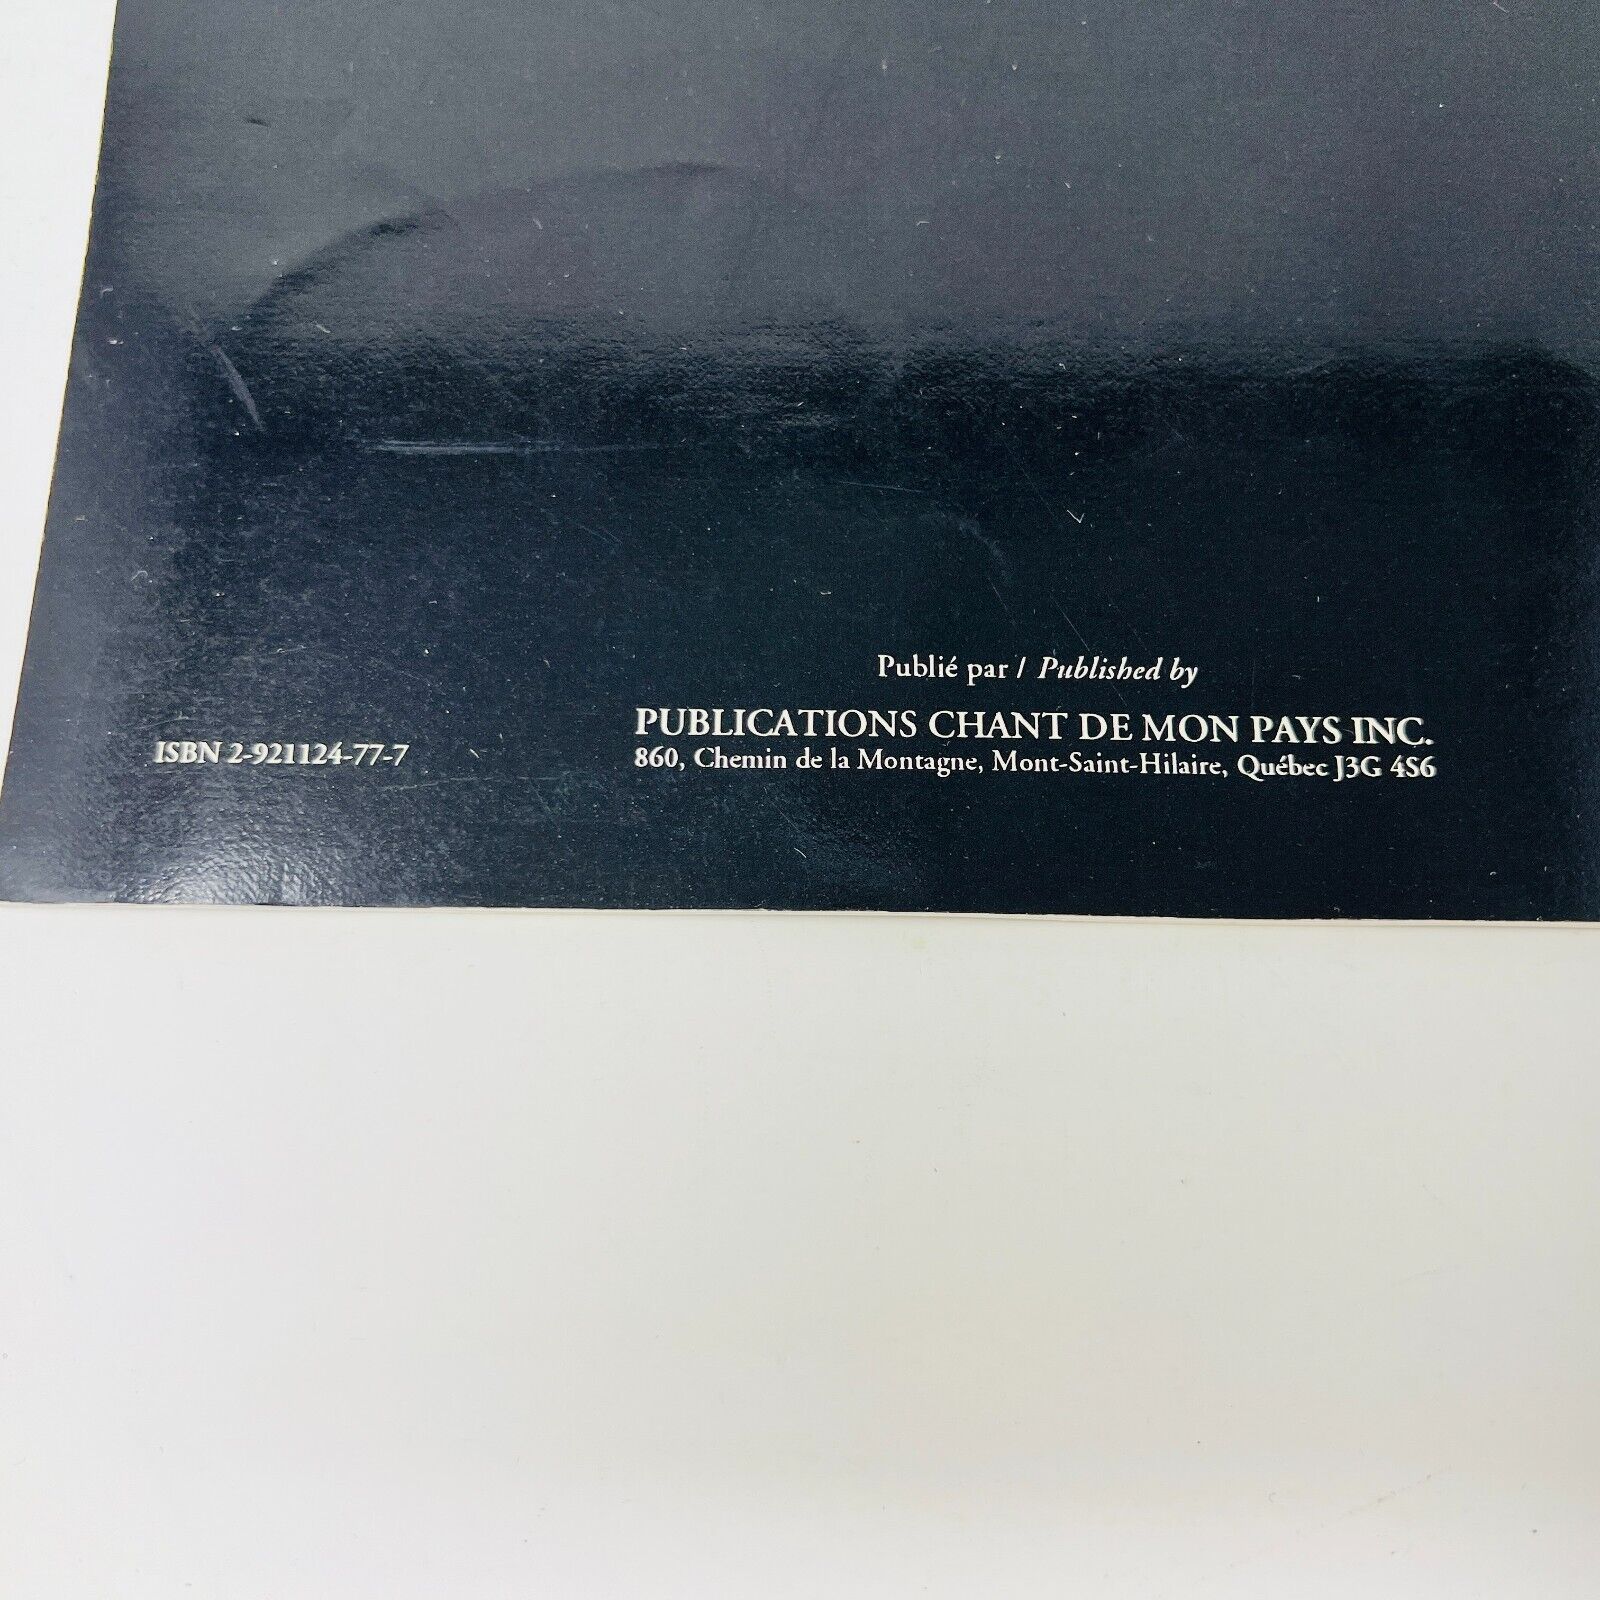 Publié par / Published by
PUBLICATIONS CHANT DE MON PAYS INC.
860, Chemin de la Montagne, Mont-Saint-Hilaire, Québec J3G 4S6
ISBN 2-921124-77-7